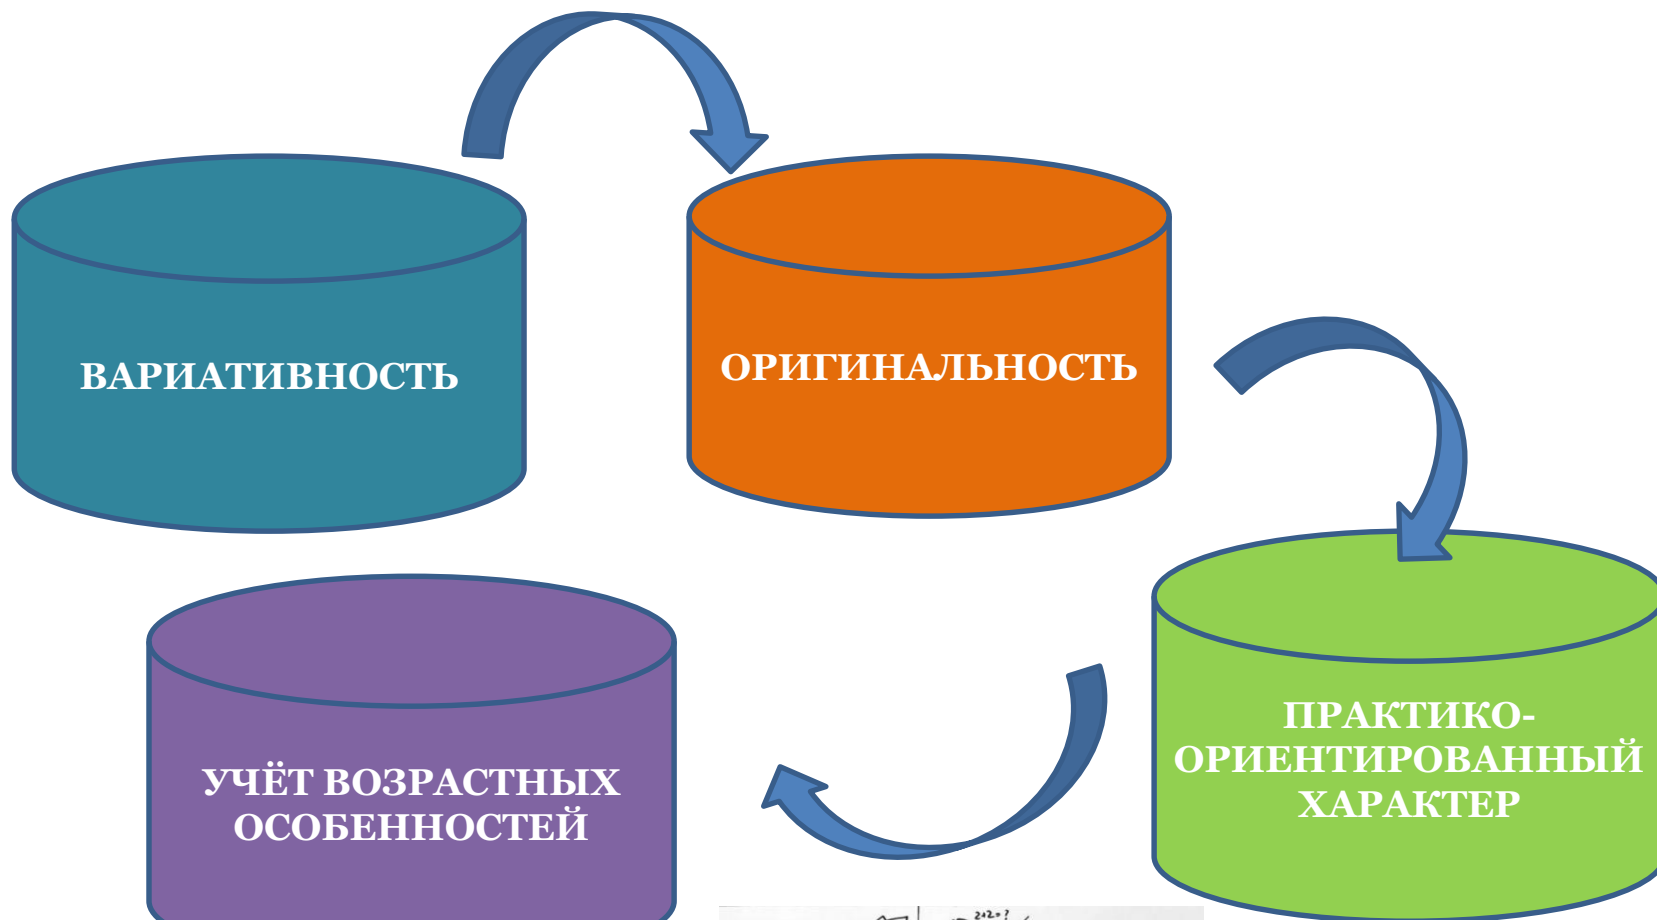 ВАРИАТИВНОСТЬ
ОРИГИНАЛЬНОСТЬ
ПРАКТИКО-
ОРИЕНТИРОВАННЫЙ
ХАРАКТЕР
УЧЁТ ВОЗРАСТНЫХ
ОСОБЕННОСТЕЙ